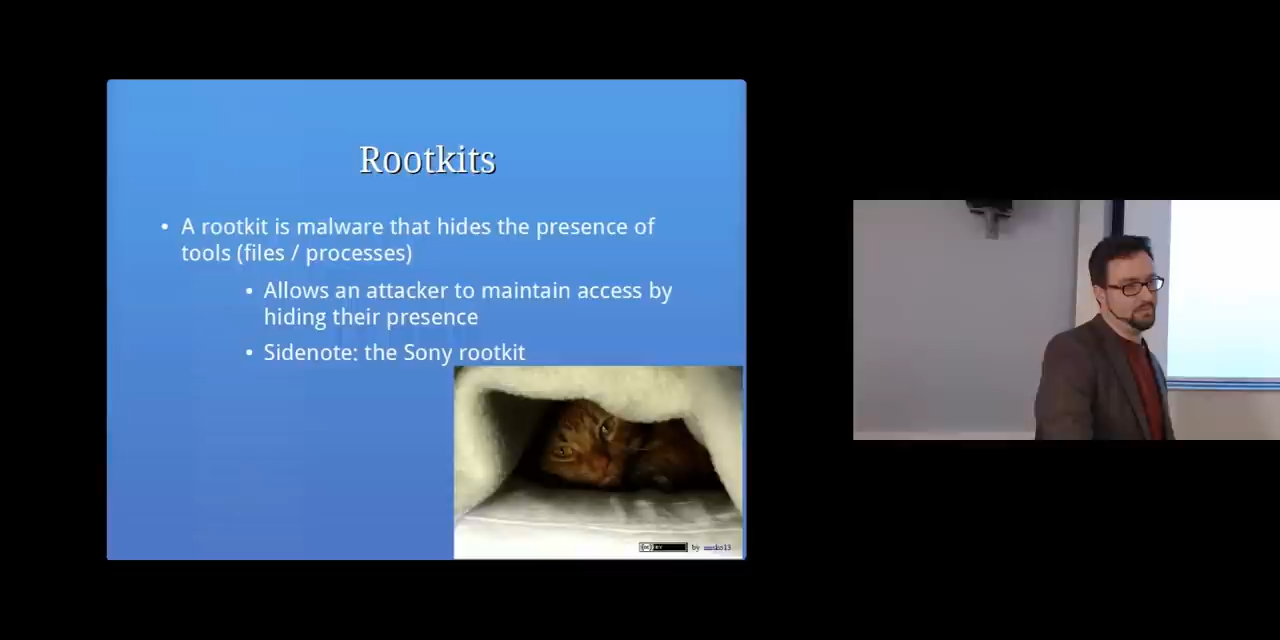 Rootkits
• A rootkit is malware that hides the presence of
tools (files / processes)
• Allows an attacker to maintain access by
hiding their presence
• Sidenote: the Sony rootkit
by